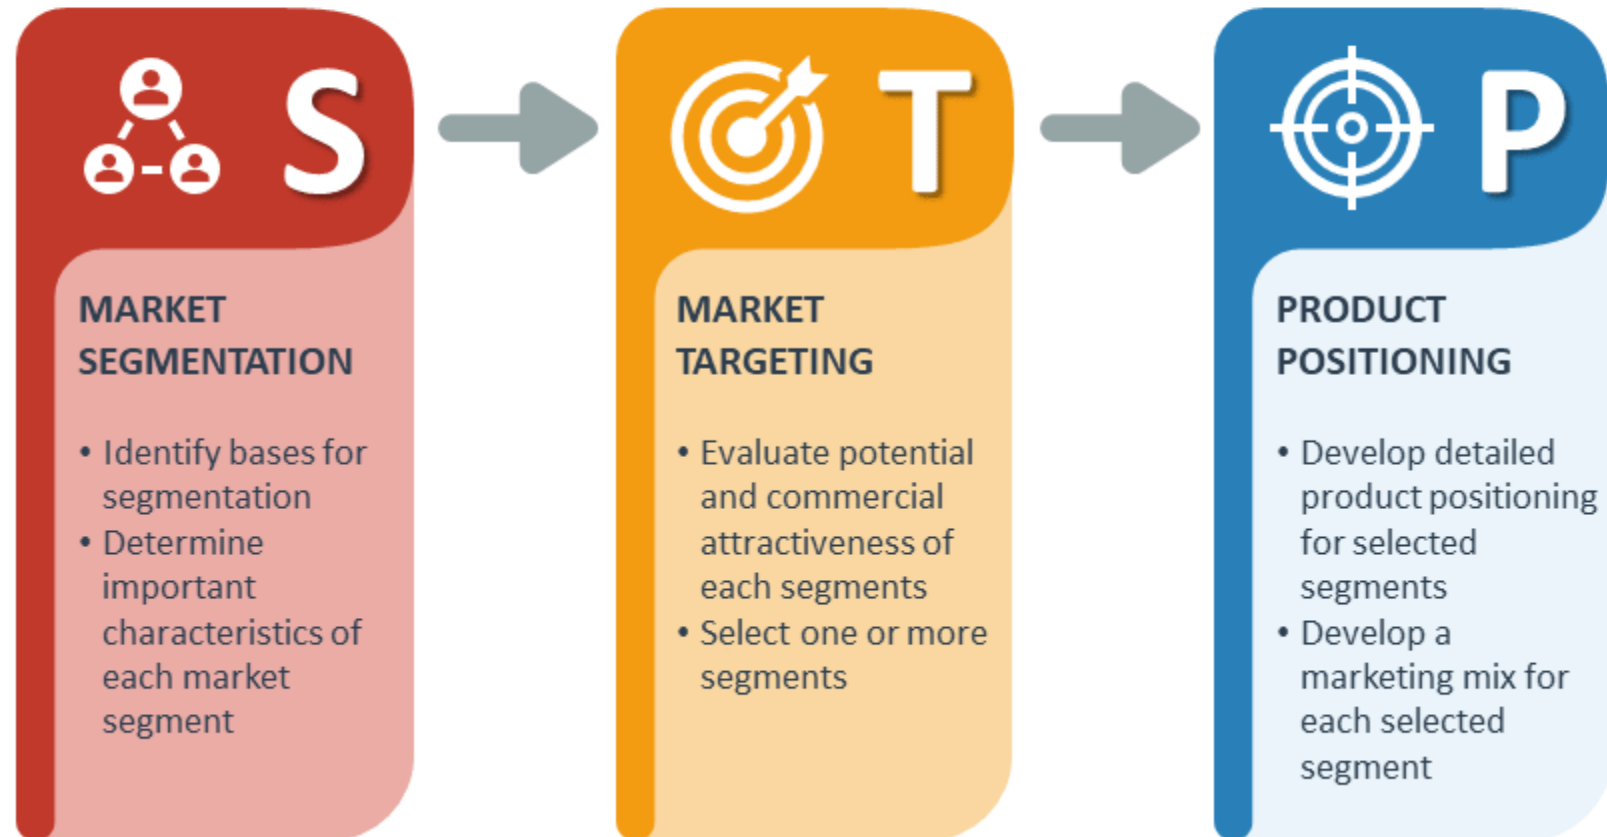 S
MARKET
SEGMENTATION
• Identify bases for
segmentation
• Determine
important
characteristics of
each market
segment
T
MARKET
TARGETING
• Evaluate potential
and commercial
attractiveness of
each segments
• Select one or more
segments
P
PRODUCT
POSITIONING
• Develop detailed
product positioning
for selected
segments
• Develop a
marketing mix for
each selected
segment